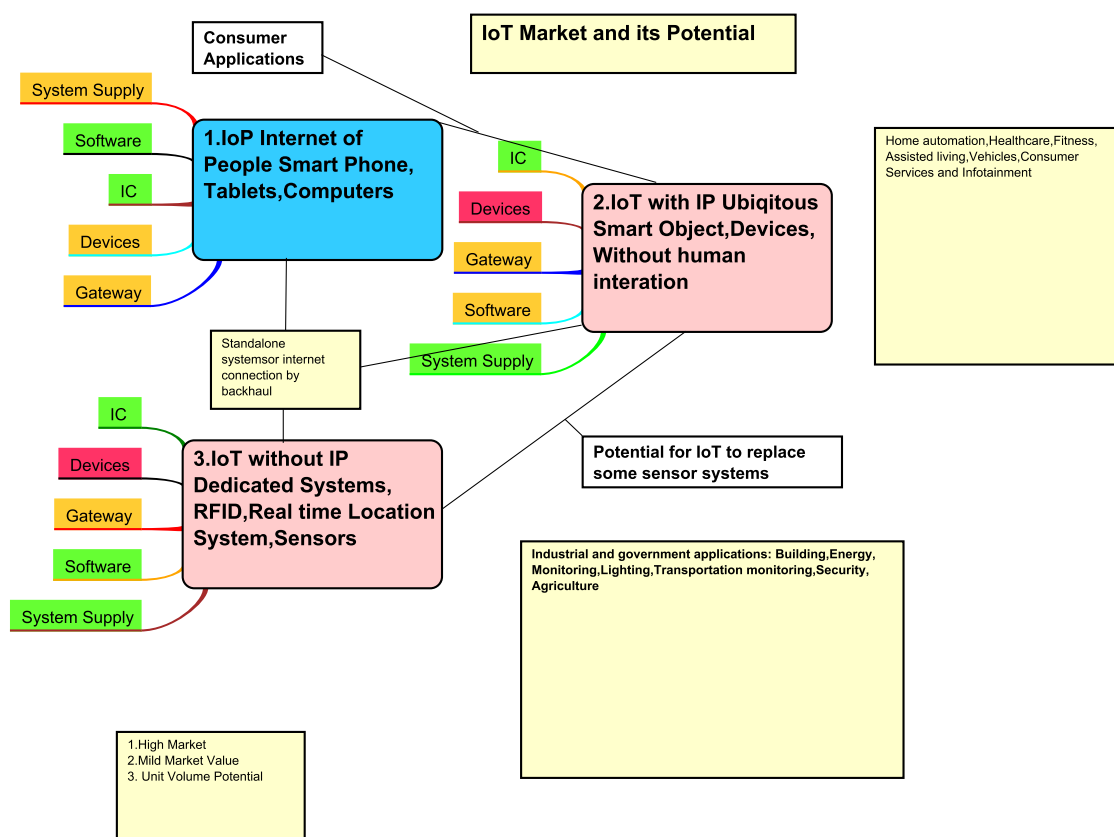 IoT Market and its Potential
Consumer
Applications
System Supply
Software
IC
Devices
Gateway
1.IoP Internet of
People Smart Phone,
Tablets,Computers
IC
Devices
Gateway
Software
System Supply
2.IoT with IP Ubiqitous
Smart Object,Devices,
Without human
interation
Home automation,Healthcare,Fitness,
Assisted living,Vehicles,Consumer
Services and Infotainment
Standalone
systemsor internet
connection by
backhaul
IC
Devices
Gateway
Software
System Supply
3.IoT without IP
Dedicated Systems,
RFID,Real time Location
System,Sensors
Potential for IoT to replace
some sensor systems
Industrial and government applications: Building,Energy,
Monitoring,Lighting,Transportation monitoring,Security,
Agriculture
1.High Market
2.Mild Market Value
3. Unit Volume Potential